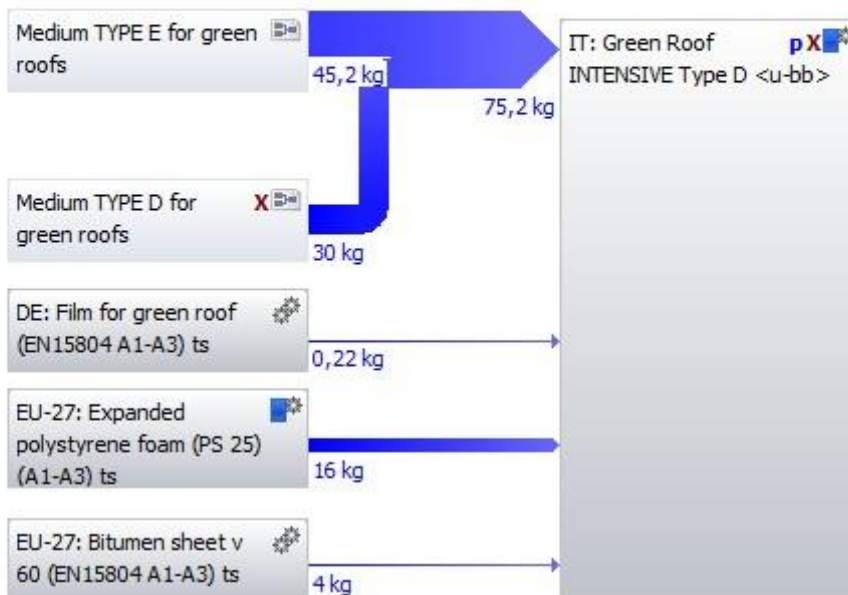 Medium TYPE E for green
roofs
45,2 kg
75,2 kg
IT: Green Roof
p X
INTENSIVE Type D <u-bb>
Medium TYPE D for
X
green roofs
30 kg
DE: Film for green roof
(EN15804 A1-A3) ts
0,22 kg
EU-27: Expanded
polystyrene foam (PS 25)
(A1-A3) ts
16 kg
EU-27: Bitumen sheet v
60 (EN15804 A1-A3) ts
4 kg